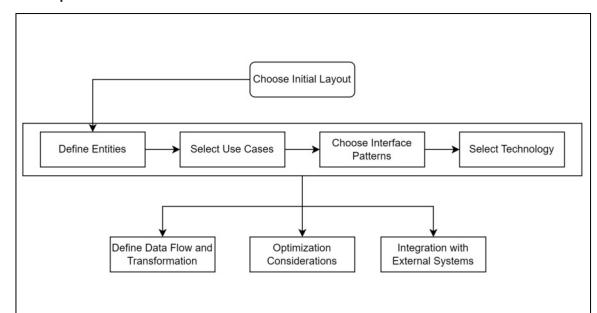 Choose Initial Layout
Define Entities
Select Use Cases
Choose Interface
Patterns
Select Technology
Define Data Flow and
Transformation
Optimization
Considerations
Integration with
External Systems